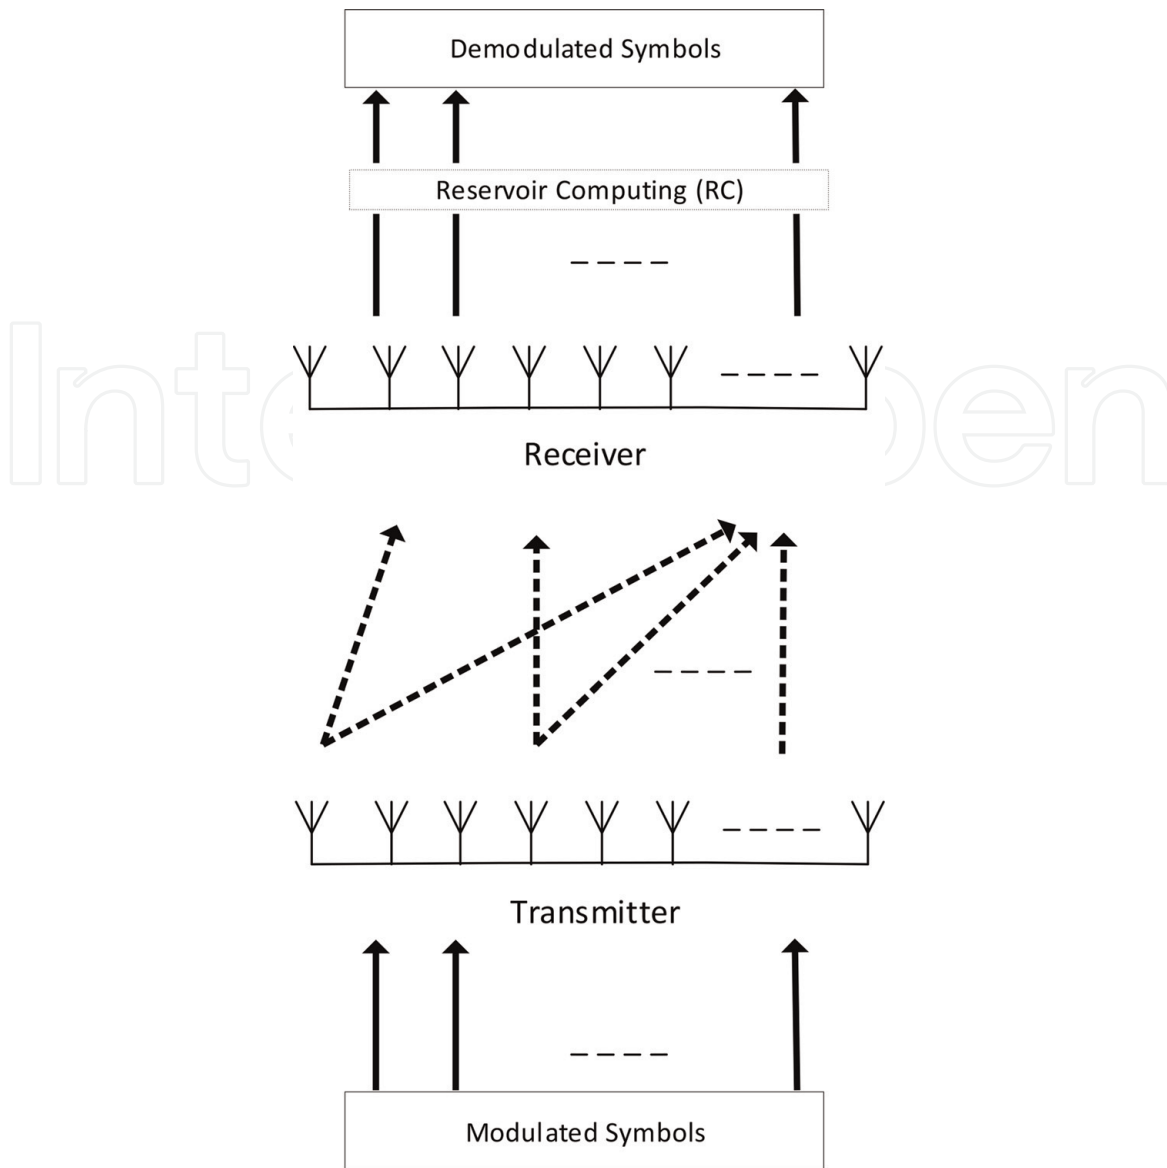 Demodulated Symbols
Reservoir Computing (RC)
Receiver
Transmitter
Modulated Symbols